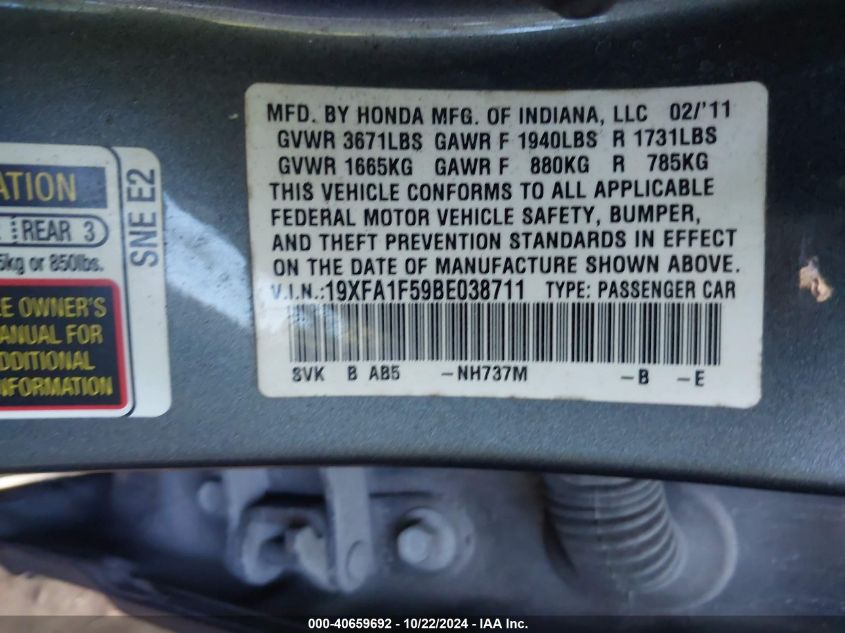 MFD. BY HONDA MFG. OF INDIANA, LLC 02/'11
GVWR 3671LBS GAWR F 1940LBS R 1731LBS
GVWR 1665KG GAWR F 880KG R 785KG
THIS VEHICLE CONFORMS TO ALL APPLICABLE
FEDERAL MOTOR VEHICLE SAFETY, BUMPER,
AND THEFT PREVENTION STANDARDS IN EFFECT
ON THE DATE OF MANUFACTURE SHOWN ABOVE.
V.I.N.:19XFA1F59BE038711 TYPE: PASSENGER CAR
SVK B AB5 -NH737M -B -E
ATION
REAR 3
5kg or 850lbs.
E OWNER'S
ANUAL FOR
DDITIONAL
NFORMATION
SNE E2
000-40659692 - 10/22/2024 - IAA Inc.